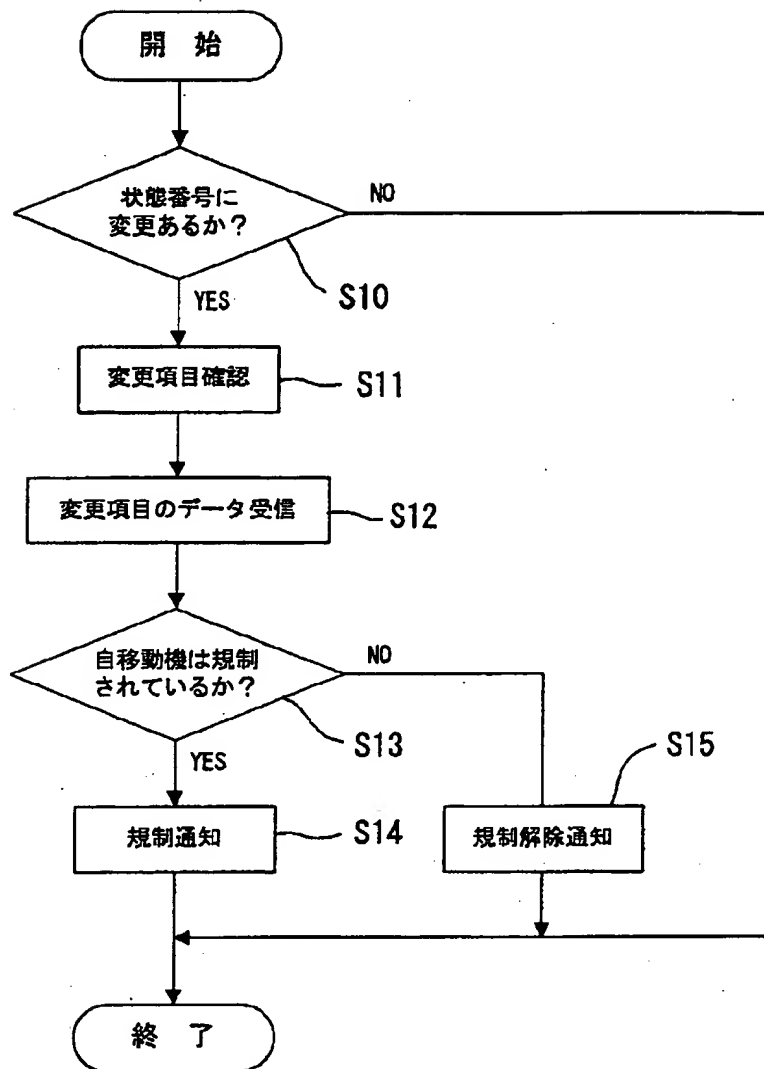 開 始
状態番号に
変更あるか?
NO
YES
S10
変更項目確認
S11
変更項目のデータ受信
S12
自移動機は規制
されているか?
NO
YES
S13
S15
規制通知
S14
規制解除通知
終 了